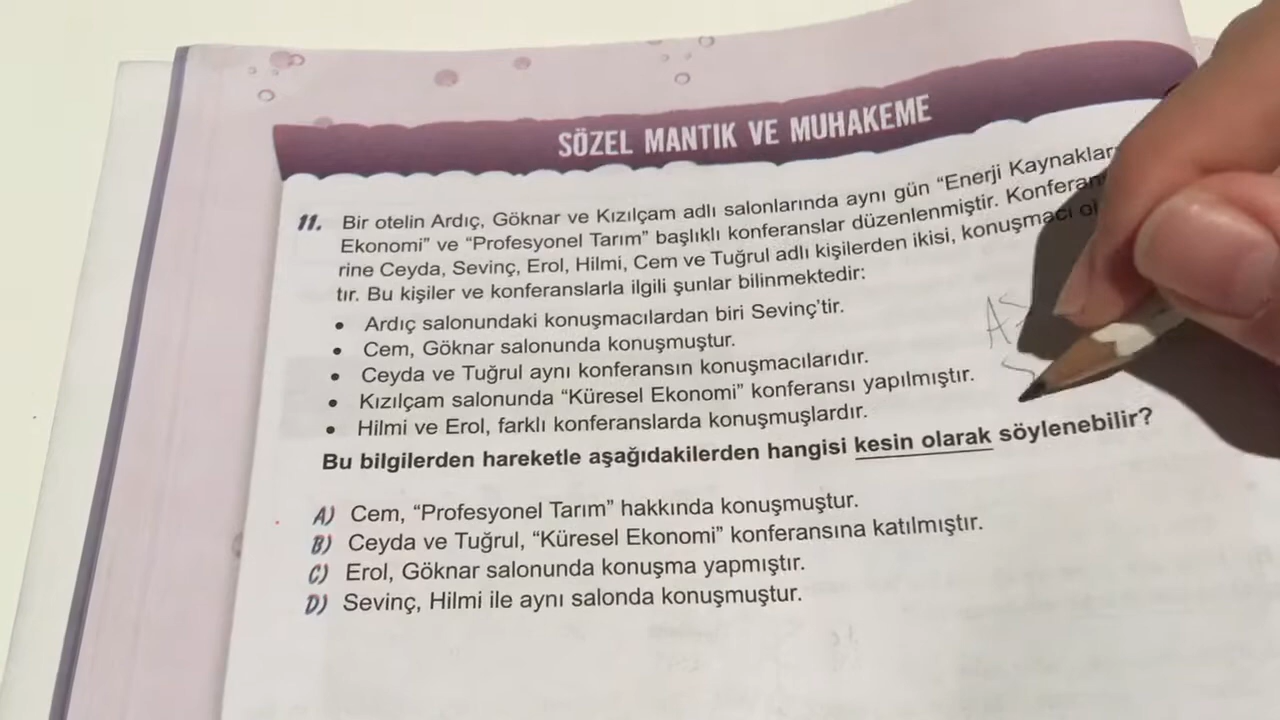 SÖZEL MANTIK VE MUHAKEME
11. Bir otelin Ardıç, Göknar ve Kızılçam adlı salonlarında aynı gün “Enerji Kaynaklar
Ekonomi” ve “Profesyonel Tarım” başlıklı konferanslar düzenlenmiştir. Konferan
rine Ceyda, Sevinç, Erol, Hilmi, Cem ve Tuğrul adlı kişilerden ikisi, konuşmacı ol
tır. Bu kişiler ve konferanslarla ilgili şunlar bilinmektedir:
• Ardıç salonundaki konuşmacılardan biri Sevinç’tir.
• Cem, Göknar salonunda konuşmuştur.
• Ceyda ve Tuğrul aynı konferansın konuşmacılarıdır.
• Kızılçam salonunda “Küresel Ekonomi” konferansı yapılmıştır.
• Hilmi ve Erol, farklı konferanslarda konuşmuşlardır.
Bu bilgilerden hareketle aşağıdakilerden hangisi kesin olarak söylenebilir?
A) Cem, “Profesyonel Tarım” hakkında konuşmuştur.
B) Ceyda ve Tuğrul, “Küresel Ekonomi” konferansına katılmıştır.
C) Erol, Göknar salonunda konuşma yapmıştır.
D) Sevinç, Hilmi ile aynı salonda konuşmuştur.